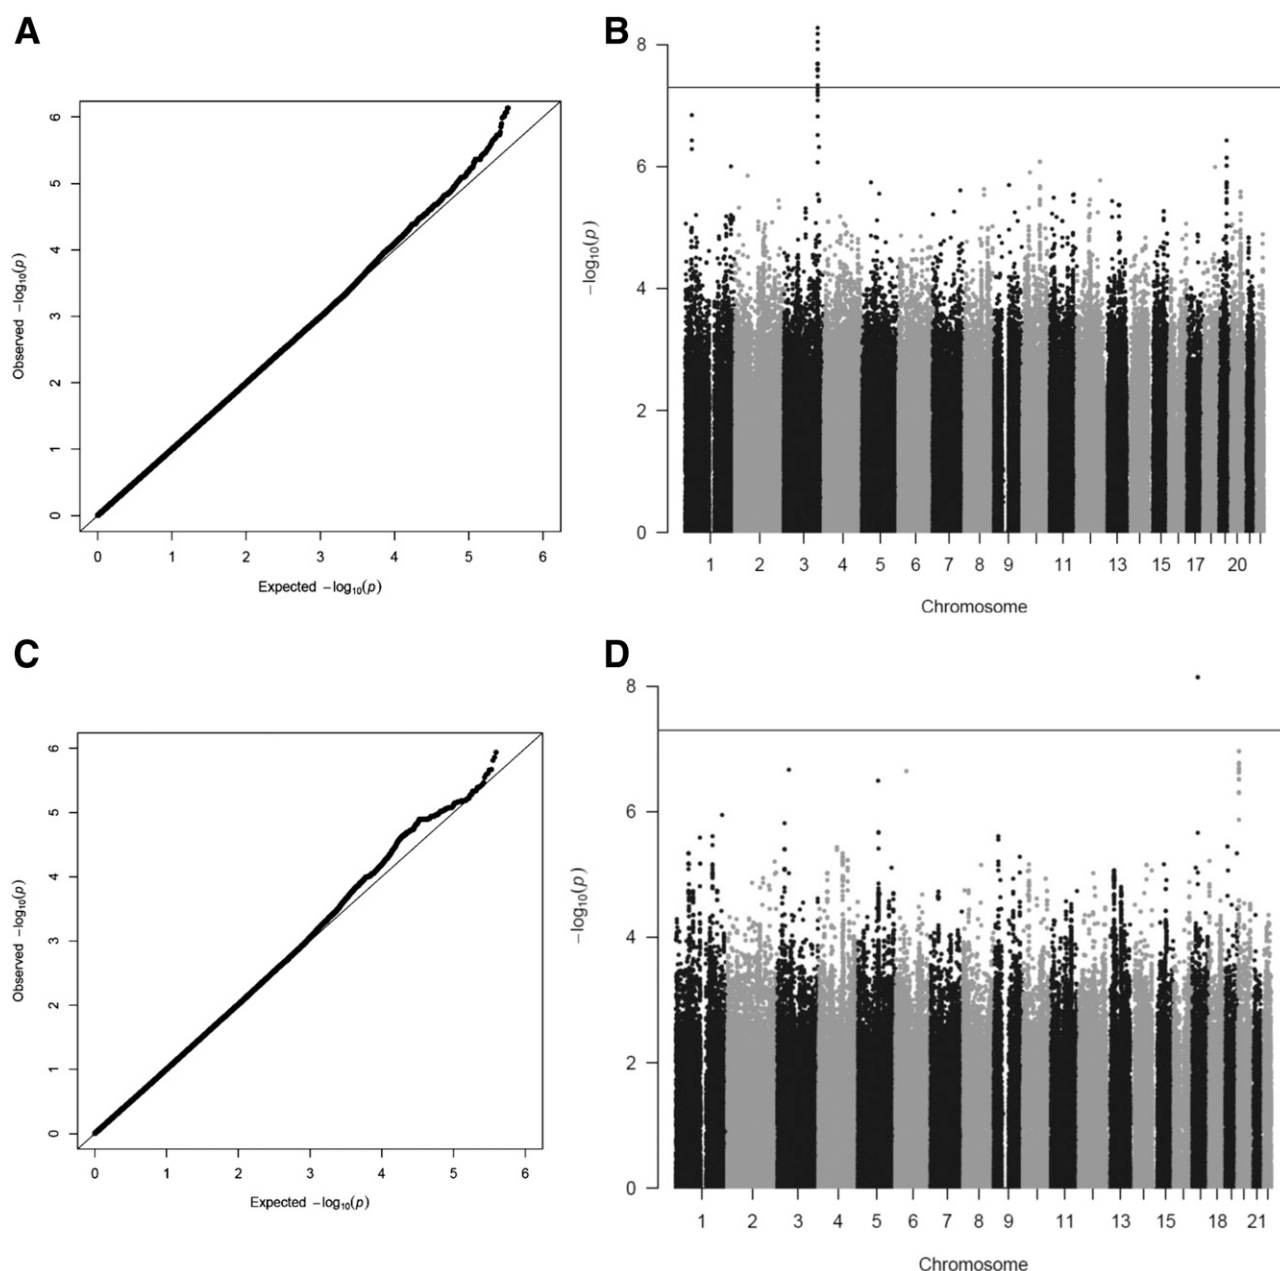 A
6
5
4
3
2
1
0
Observed −log₁₀(p)
0 1 2 3 4 5 6
Expected −log₁₀(p)
B
8
6
4
2
0
−log₁₀(p)
1 2 3 4 5 6 7 8 9 11 13 15 17 20
Chromosome
C
6
5
4
3
2
1
0
Observed −log₁₀(p)
0 1 2 3 4 5 6
Expected −log₁₀(p)
D
8
6
4
2
0
−log₁₀(p)
1 2 3 4 5 6 7 8 9 11 13 15 18 21
Chromosome